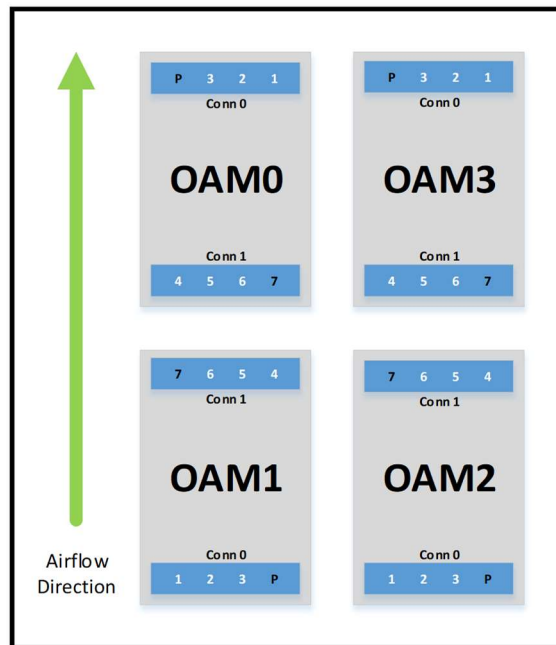 P 3 2 1
Conn 0
OAM0
Conn 1
4 5 6 7
P 3 2 1
Conn 0
OAM3
Conn 1
4 5 6 7
7 6 5 4
Conn 1
OAM1
Conn 0
1 2 3 P
7 6 5 4
Conn 1
OAM2
Conn 0
1 2 3 P
Airflow
Direction